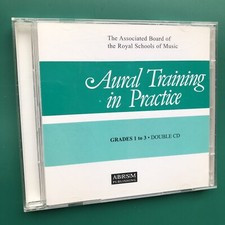 The Associated Board of
the Royal Schools of Music
Aural Training
in Practice
GRADES 1 to 3 • DOUBLE CD
ABRSM
PUBLISHING